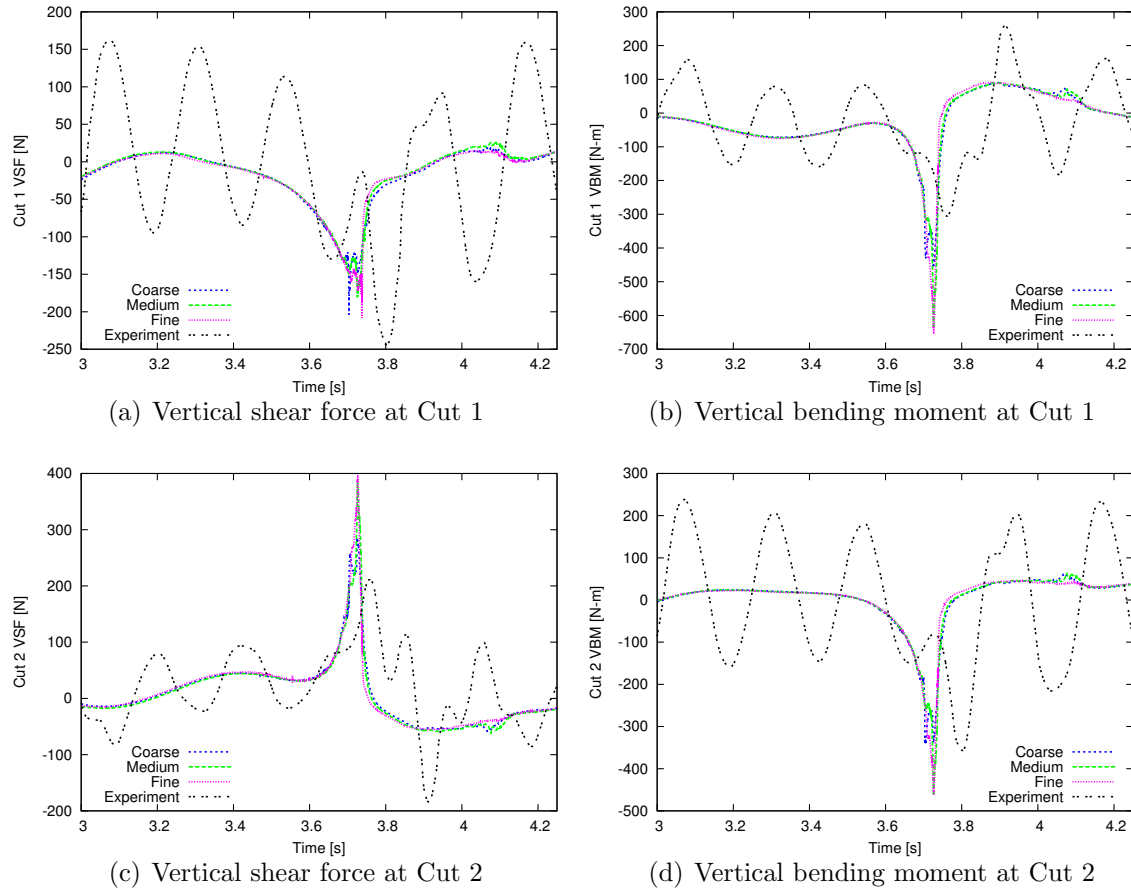 200
150
100
50
0
-50
-100
-150
-200
-250
Cut 1 VSF [N]
Coarse
Medium
Fine
Experiment
3 3.2 3.4 3.6 3.8 4 4.2
Time [s]
(a) Vertical shear force at Cut 1
300
200
100
0
-100
-200
-300
-400
-500
-600
-700
Cut 1 VBM [N-m]
Coarse
Medium
Fine
Experiment
3 3.2 3.4 3.6 3.8 4 4.2
Time [s]
(b) Vertical bending moment at Cut 1
400
300
200
100
0
-100
-200
Cut 2 VSF [N]
Coarse
Medium
Fine
Experiment
3 3.2 3.4 3.6 3.8 4 4.2
Time [s]
(c) Vertical shear force at Cut 2
300
200
100
0
-100
-200
-300
-400
-500
Cut 2 VBM [N-m]
Coarse
Medium
Fine
Experiment
3 3.2 3.4 3.6 3.8 4 4.2
Time [s]
(d) Vertical bending moment at Cut 2